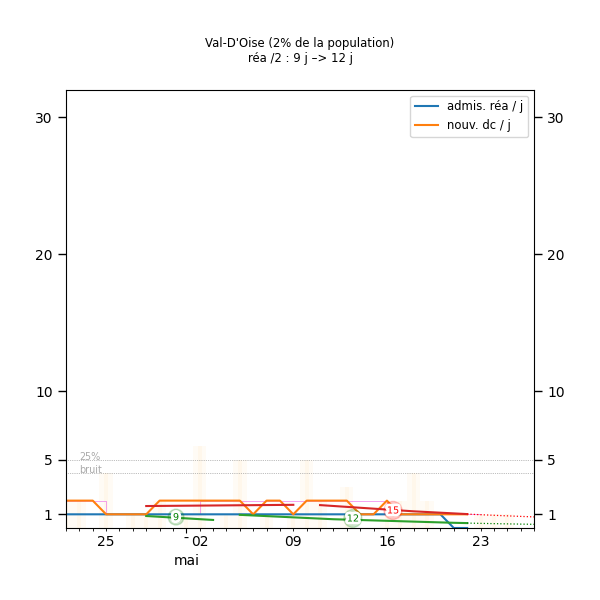 Val-D'Oise (2% de la population)
réa /2 : 9 j –> 12 j
admis. réa / j
nouv. dc / j
30 30
20 20
10 10
25%
5 5
bruit
15
9 12
1 1
25 - 02 09 16 23
mai